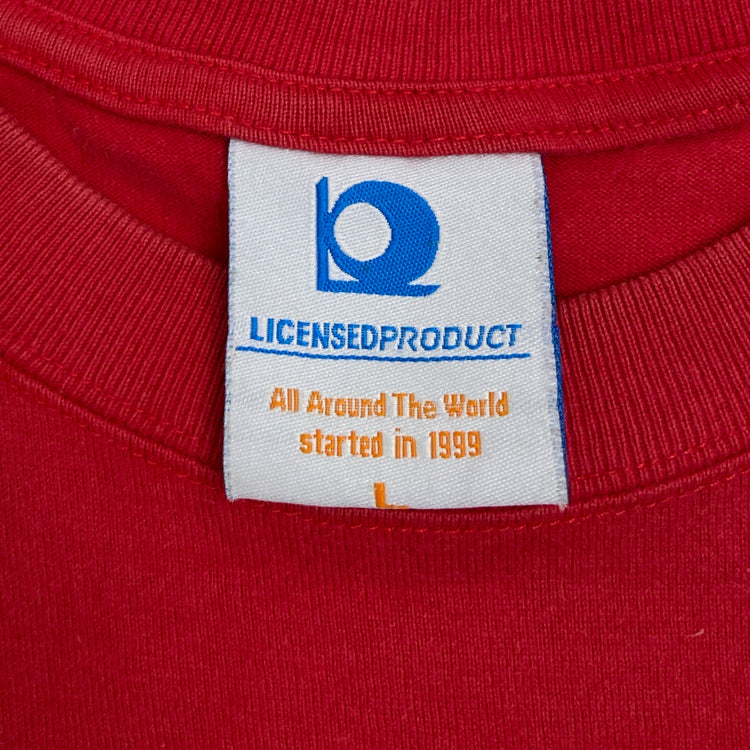 LICENSEDPRODUCT
All Around The World
started in 1999
L